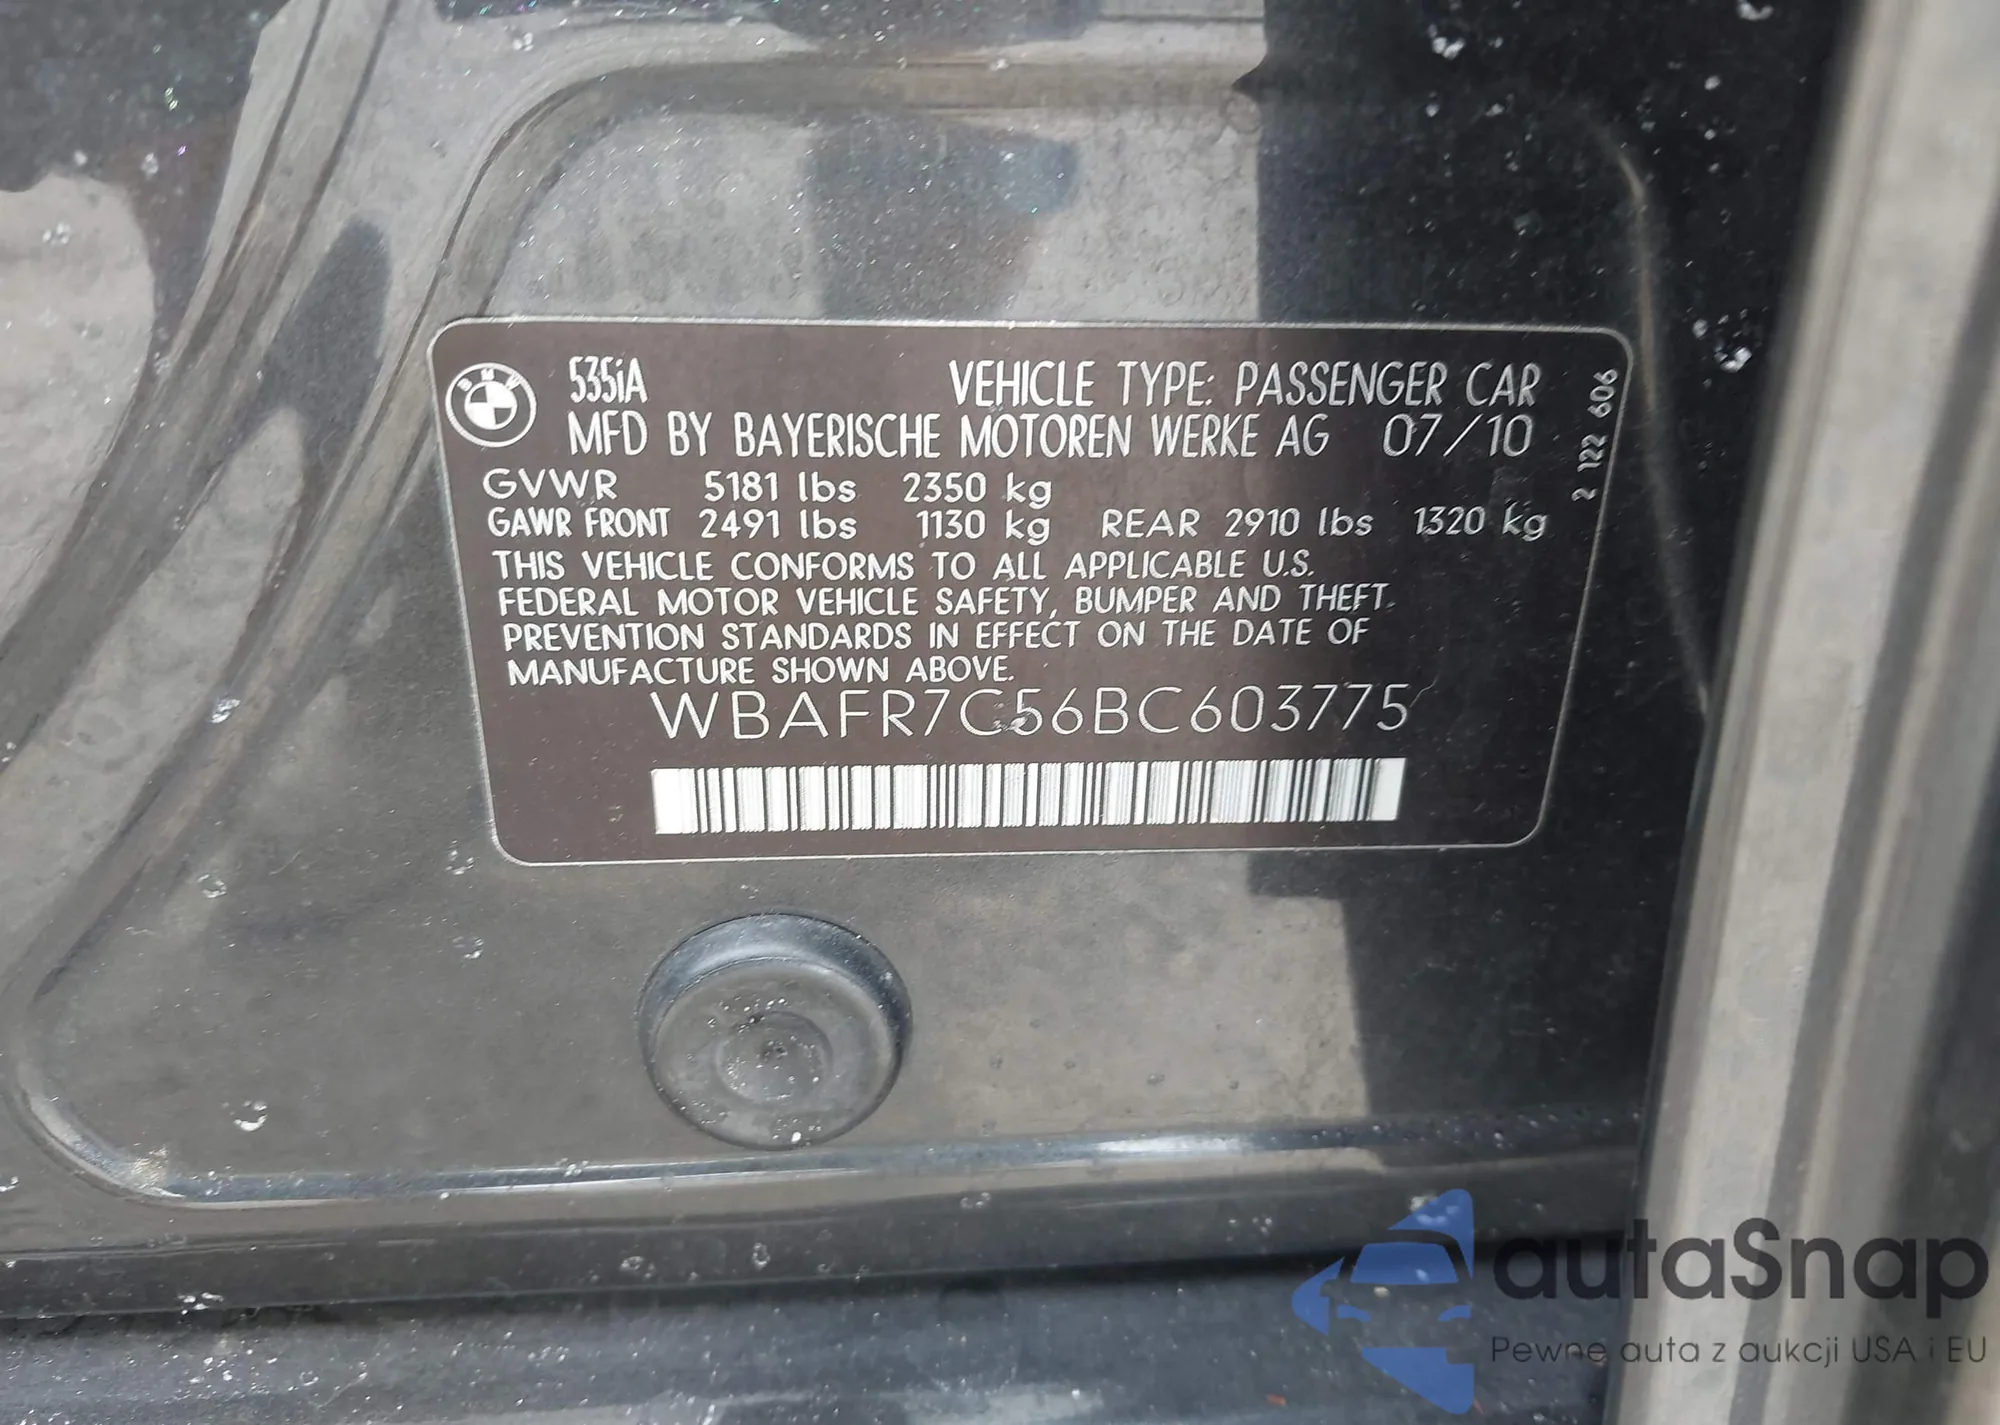 BMW
535iA VEHICLE TYPE: PASSENGER CAR
MFD BY BAYERISCHE MOTOREN WERKE AG 07/10
GVWR 5181 lbs 2350 kg
GAWR FRONT 2491 lbs 1130 kg REAR 2910 lbs 1320 kg
THIS VEHICLE CONFORMS TO ALL APPLICABLE U.S.
FEDERAL MOTOR VEHICLE SAFETY, BUMPER AND THEFT
PREVENTION STANDARDS IN EFFECT ON THE DATE OF
MANUFACTURE SHOWN ABOVE.
WBAFR7C56BC603775
2 122 606
autaSnap
Pewne auta z aukcji USA i EU